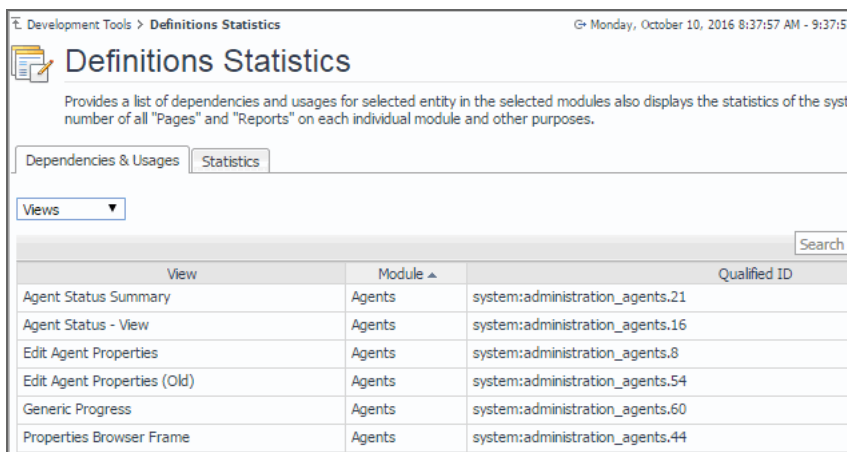 Development Tools > Definitions Statistics
Monday, October 10, 2016 8:37:57 AM - 9:37:5
Definitions Statistics
Provides a list of dependencies and usages for selected entity in the selected modules also displays the statistics of the syst
number of all "Pages" and "Reports" on each individual module and other purposes.
Dependencies & Usages Statistics
Views
Search
View Module Qualified ID
Agent Status Summary Agents system:administration_agents.21
Agent Status - View Agents system:administration_agents.16
Edit Agent Properties Agents system:administration_agents.8
Edit Agent Properties (Old) Agents system:administration_agents.54
Generic Progress Agents system:administration_agents.60
Properties Browser Frame Agents system:administration_agents.44